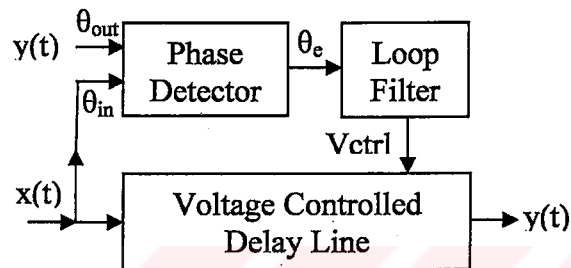 θout
y(t)
Phase
Detector
θe
Loop
Filter
θin
Vctrl
x(t)
Voltage Controlled
Delay Line
y(t)